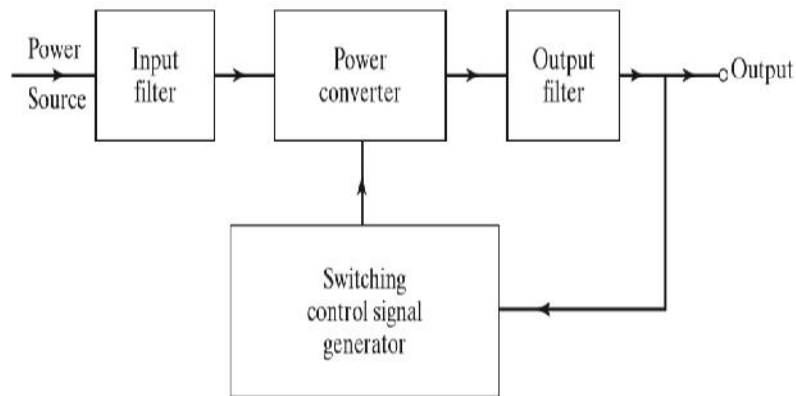 Power
Source
Input
filter
Power
converter
Output
filter
Output
Switching
control signal
generator